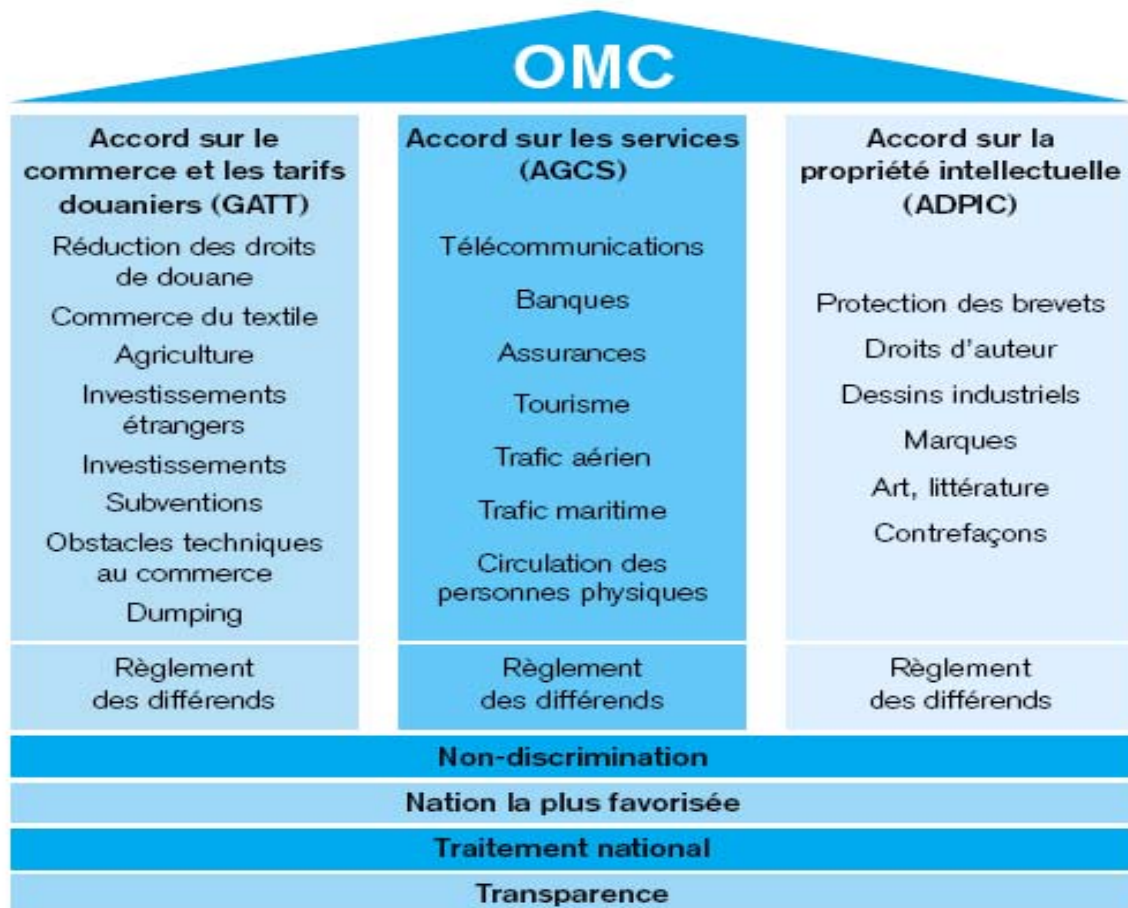 OMC
Accord sur le
commerce et les tarifs
douaniers (GATT)
Réduction des droits
de douane
Commerce du textile
Agriculture
Investissements
étrangers
Investissements
Subventions
Obstacles techniques
au commerce
Dumping
Règlement
des différends
Accord sur les services
(AGCS)
Télécommunications
Banques
Assurances
Tourisme
Trafic aérien
Trafic maritime
Circulation des
personnes physiques
Règlement
des différends
Accord sur la
propriété intellectuelle
(ADPIC)
Protection des brevets
Droits d'auteur
Dessins industriels
Marques
Art, littérature
Contrefaçons
Règlement
des différends
Non-discrimination
Nation la plus favorisée
Traitement national
Transparence